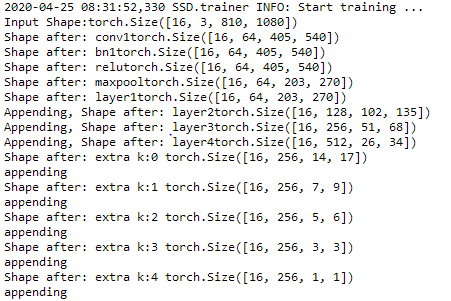 2020-04-25 08:31:52,330 SSD.trainer INFO: Start training ...
Input Shape:torch.Size([16, 3, 810, 1080])
Shape after: conv1torch.Size([16, 64, 405, 540])
Shape after: bn1torch.Size([16, 64, 405, 540])
Shape after: relutorch.Size([16, 64, 405, 540])
Shape after: maxpooltorch.Size([16, 64, 203, 270])
Shape after: layer1torch.Size([16, 64, 203, 270])
Appending, Shape after: layer2torch.Size([16, 128, 102, 135])
Appending, Shape after: layer3torch.Size([16, 256, 51, 68])
Appending, Shape after: layer4torch.Size([16, 512, 26, 34])
Shape after: extra k:0 torch.Size([16, 256, 14, 17])
appending
Shape after: extra k:1 torch.Size([16, 256, 7, 9])
appending
Shape after: extra k:2 torch.Size([16, 256, 5, 6])
appending
Shape after: extra k:3 torch.Size([16, 256, 3, 3])
appending
Shape after: extra k:4 torch.Size([16, 256, 1, 1])
appending